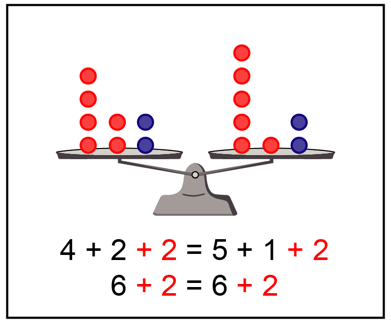 4 + 2 + 2 = 5 + 1 + 2
6 + 2 = 6 + 2